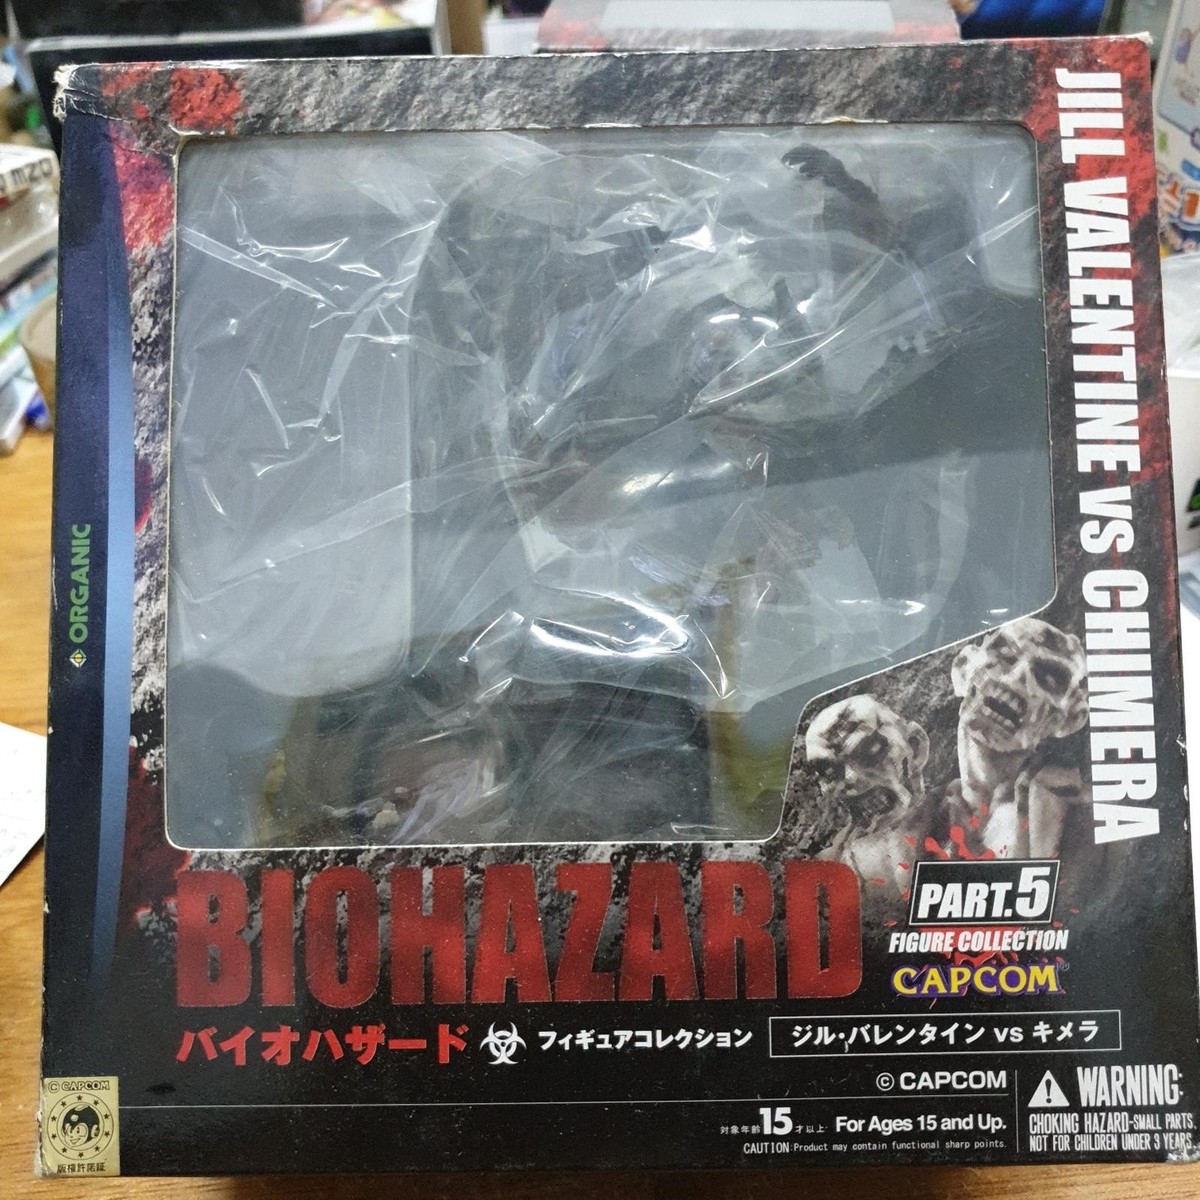 JILL VALENTINE VS CHIMERA
ORGANIC
PART.5
FIGURE COLLECTION
CAPCOM
BIOHAZARD
バイオハザード フィギュアコレクション ジル・バレンタイン vs キメラ
© CAPCOM
対象年齢15才以上 For Ages 15 and Up.
CAUTION:Product may contain functional sharp points.
WARNING:
CHOKING HAZARD-SMALL PARTS.
NOT FOR CHILDREN UNDER 3 YEARS.
© CAPCOM
版権許諾証